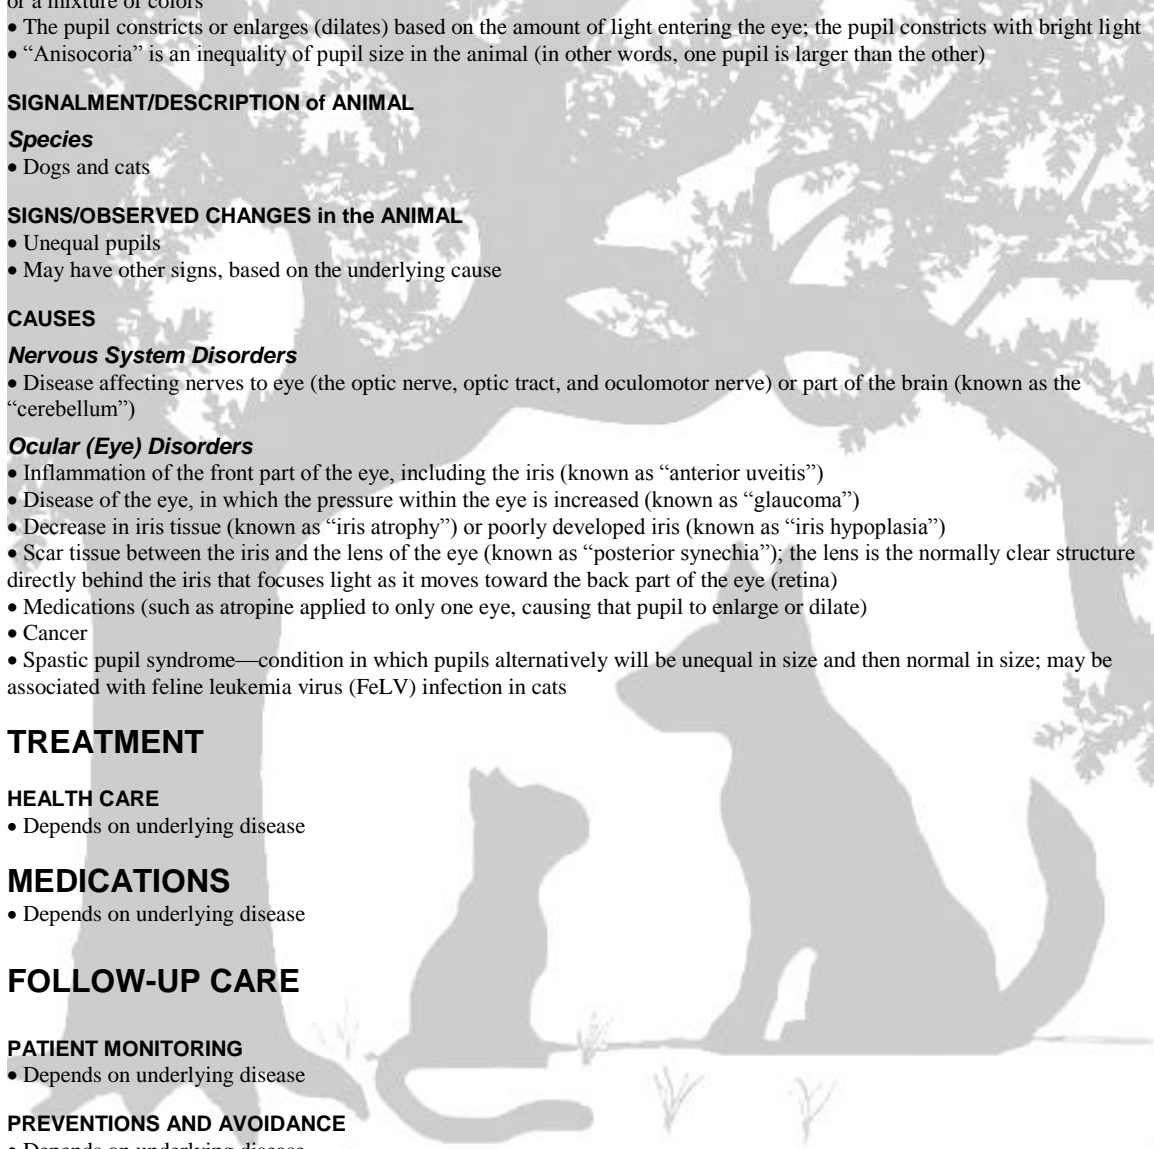 or a mixture of colors
• The pupil constricts or enlarges (dilates) based on the amount of light entering the eye; the pupil constricts with bright light
• “Anisocoria” is an inequality of pupil size in the animal (in other words, one pupil is larger than the other)
SIGNALMENT/DESCRIPTION of ANIMAL
Species
• Dogs and cats
SIGNS/OBSERVED CHANGES in the ANIMAL
• Unequal pupils
• May have other signs, based on the underlying cause
CAUSES
Nervous System Disorders
• Disease affecting nerves to eye (the optic nerve, optic tract, and oculomotor nerve) or part of the brain (known as the
“cerebellum”)
Ocular (Eye) Disorders
• Inflammation of the front part of the eye, including the iris (known as “anterior uveitis”)
• Disease of the eye, in which the pressure within the eye is increased (known as “glaucoma”)
• Decrease in iris tissue (known as “iris atrophy”) or poorly developed iris (known as “iris hypoplasia”)
• Scar tissue between the iris and the lens of the eye (known as “posterior synechia”); the lens is the normally clear structure
directly behind the iris that focuses light as it moves toward the back part of the eye (retina)
• Medications (such as atropine applied to only one eye, causing that pupil to enlarge or dilate)
• Cancer
• Spastic pupil syndrome—condition in which pupils alternatively will be unequal in size and then normal in size; may be
associated with feline leukemia virus (FeLV) infection in cats
TREATMENT
HEALTH CARE
• Depends on underlying disease
MEDICATIONS
• Depends on underlying disease
FOLLOW-UP CARE
PATIENT MONITORING
• Depends on underlying disease
PREVENTIONS AND AVOIDANCE
• Depends on underlying disease